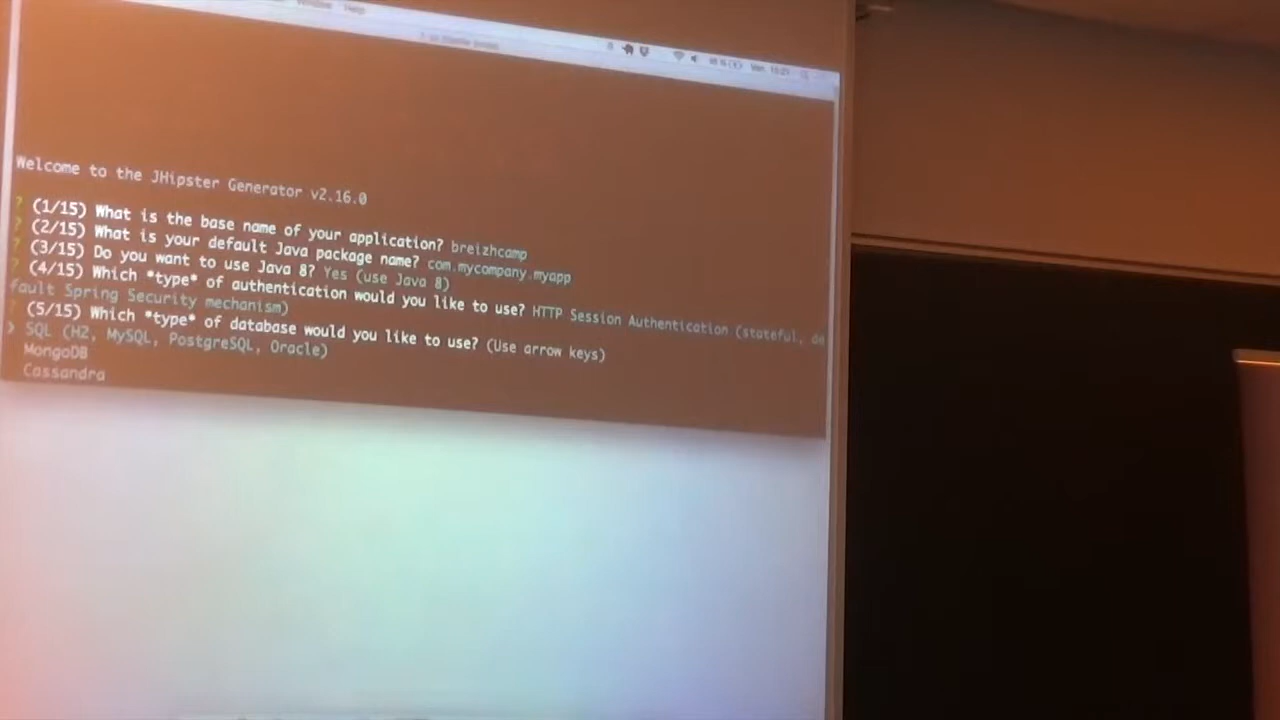 Window Help
Welcome to the JHipster Generator v2.16.0
? (1/15) What is the base name of your application? breizhcamp
? (2/15) What is your default Java package name? com.mycompany.myapp
? (3/15) Do you want to use Java 8? Yes (use Java 8)
? (4/15) Which *type* of authentication would you like to use? HTTP Session Authentication (stateful, de
fault Spring Security mechanism)
? (5/15) Which *type* of database would you like to use? (Use arrow keys)
❯ SQL (H2, MySQL, PostgreSQL, Oracle)
MongoDB
Cassandra